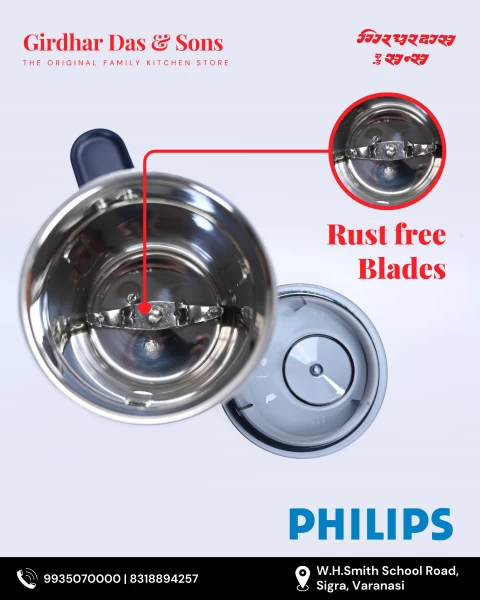 Girdhar Das & Sons
THE ORIGINAL FAMILY KITCHEN STORE
गिरधरदास
एण्ड सन्स
Rust free
Blades
PHILIPS
9935070000 | 8318894257
W.H.Smith School Road,
Sigra, Varanasi